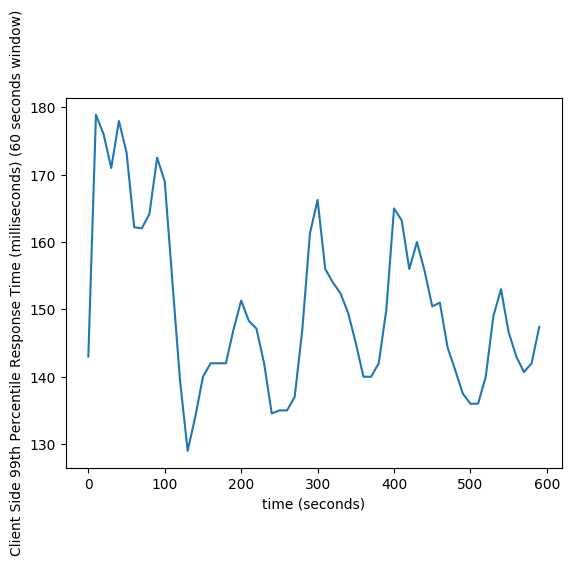 Client Side 99th Percentile Response Time (milliseconds) (60 seconds window)
180
170
160
150
140
130
0 100 200 300 400 500 600
time (seconds)